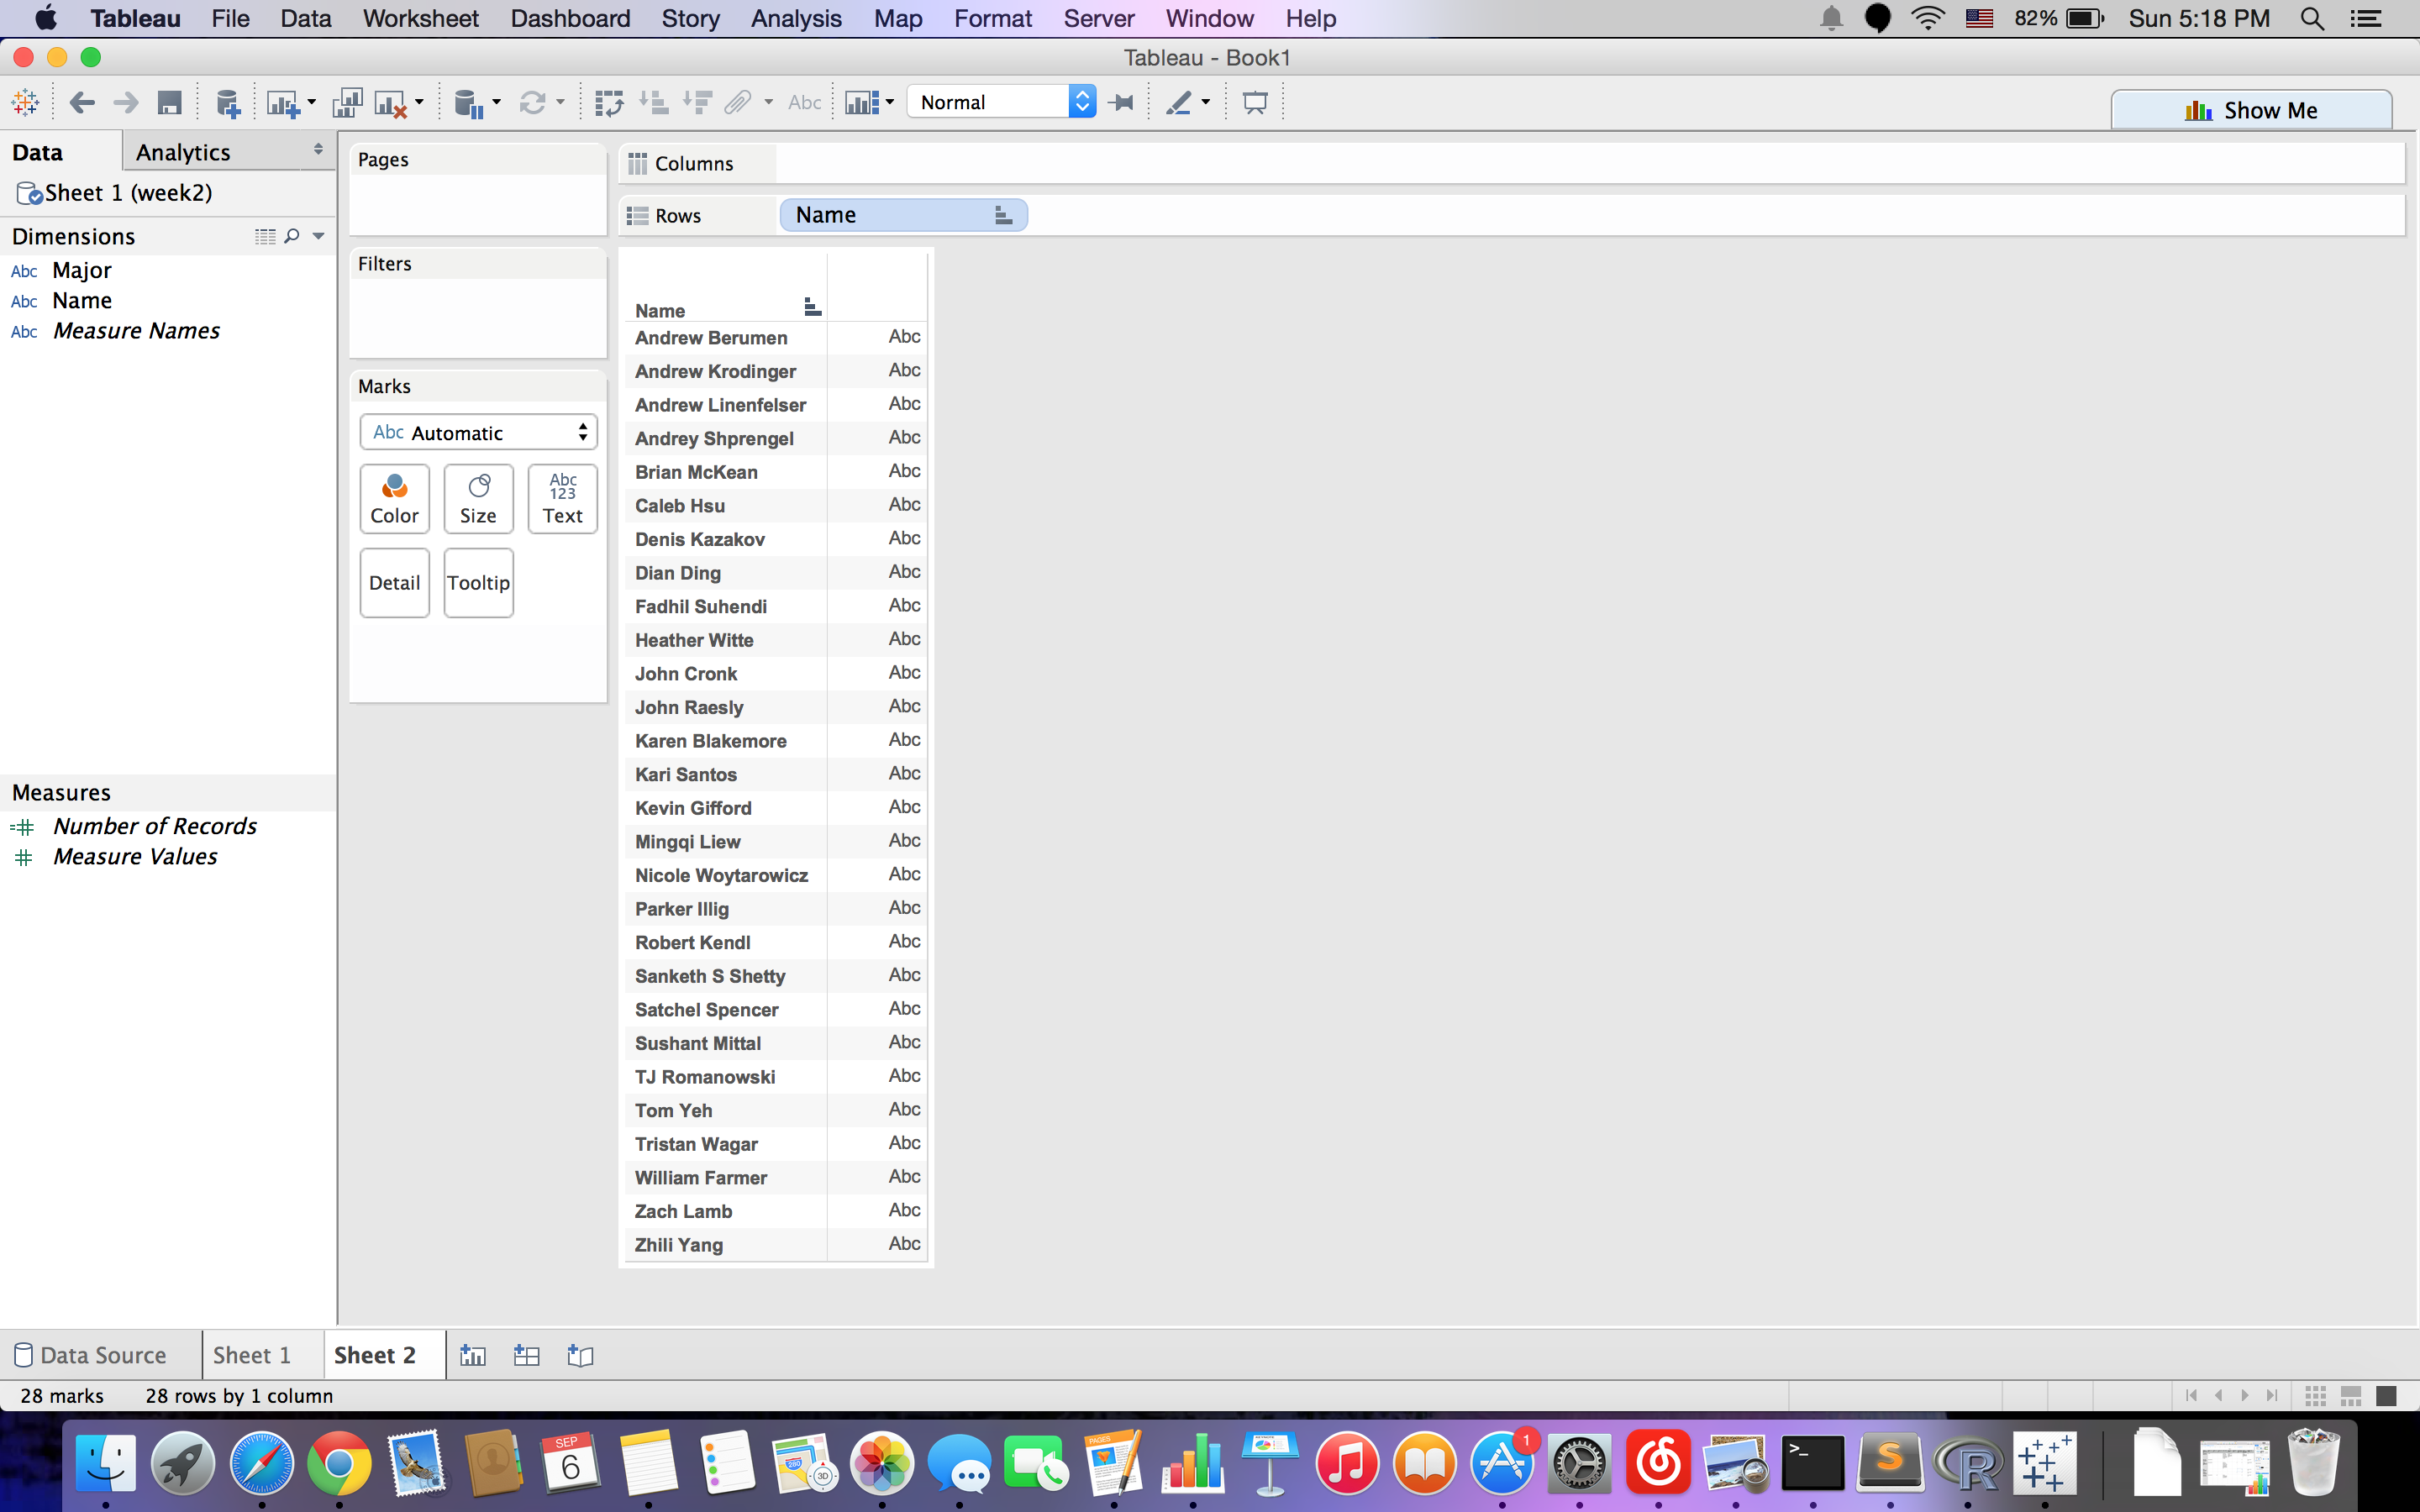 Tableau File Data Worksheet Dashboard Story Analysis Map Format Server Window Help 82% Sun 5:18 PM
Tableau - Book1
Abc Normal Show Me
Data Analytics
Sheet 1 (week2)
Dimensions
Abc Major
Abc Name
Abc Measure Names
Measures
Number of Records
Measure Values
Pages
Filters
Marks
Abc Automatic
Color Size Abc 123 Text
Detail Tooltip
Columns
Rows Name
Name
Andrew Berumen Abc
Andrew Krodinger Abc
Andrew Linenfelser Abc
Andrey Shprengel Abc
Brian McKean Abc
Caleb Hsu Abc
Denis Kazakov Abc
Dian Ding Abc
Fadhil Suhendi Abc
Heather Witte Abc
John Cronk Abc
John Raesly Abc
Karen Blakemore Abc
Kari Santos Abc
Kevin Gifford Abc
Mingqi Liew Abc
Nicole Woytarowicz Abc
Parker Illig Abc
Robert Kendl Abc
Sanketh S Shetty Abc
Satchel Spencer Abc
Sushant Mittal Abc
TJ Romanowski Abc
Tom Yeh Abc
Tristan Wagar Abc
William Farmer Abc
Zach Lamb Abc
Zhili Yang Abc
Data Source Sheet 1 Sheet 2
28 marks 28 rows by 1 column
SEP 6 280 3D PAGES 1 >_ S R